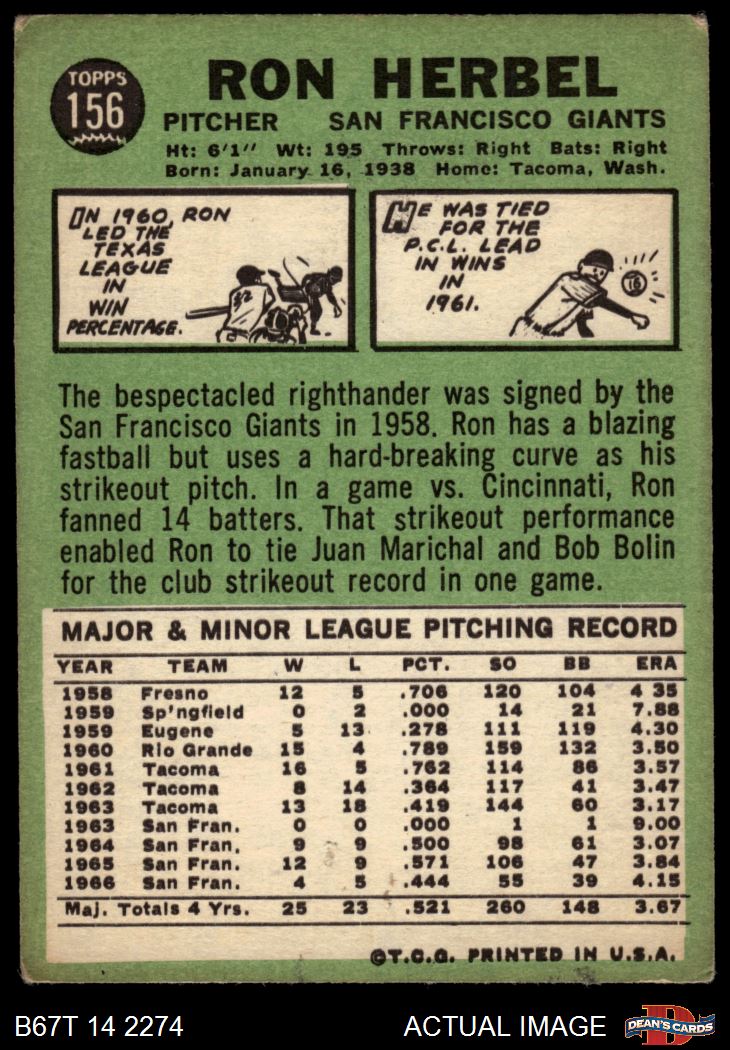 TOPPS
156
RON HERBEL
PITCHER SAN FRANCISCO GIANTS
Ht: 6'1" Wt: 195 Throws: Right Bats: Right
Born: January 16, 1938 Home: Tacoma, Wash.
IN 1960, RON
LED THE
TEXAS
LEAGUE
IN
WIN
PERCENTAGE.
1/2
HE WAS TIED
FOR THE
P.C.L. LEAD
IN WINS
IN
1961.
16
The bespectacled righthander was signed by the
San Francisco Giants in 1958. Ron has a blazing
fastball but uses a hard-breaking curve as his
strikeout pitch. In a game vs. Cincinnati, Ron
fanned 14 batters. That strikeout performance
enabled Ron to tie Juan Marichal and Bob Bolin
for the club strikeout record in one game.
MAJOR & MINOR LEAGUE PITCHING RECORD
YEAR TEAM W L PCT. SO BB ERA
1958 Fresno 12 5 .706 120 104 4 35
1959 Sp'ngfield 0 2 .000 14 21 7.88
1959 Eugene 5 13 .278 111 119 4.30
1960 Rio Grande 15 4 .789 159 132 3.50
1961 Tacoma 16 5 .762 114 86 3.57
1962 Tacoma 8 14 .364 117 41 3.47
1963 Tacoma 13 18 .419 144 60 3.17
1963 San Fran. 0 0 .000 1 1 9.00
1964 San Fran. 9 9 .500 98 61 3.07
1965 San Fran. 12 9 .571 106 47 3.84
1966 San Fran. 4 5 .444 55 39 4.15
Maj. Totals 4 Yrs. 25 23 .521 260 148 3.67
©T.C.G. PRINTED IN U.S.A.
B67T 14 2274 ACTUAL IMAGE
D
DEAN'S CARDS